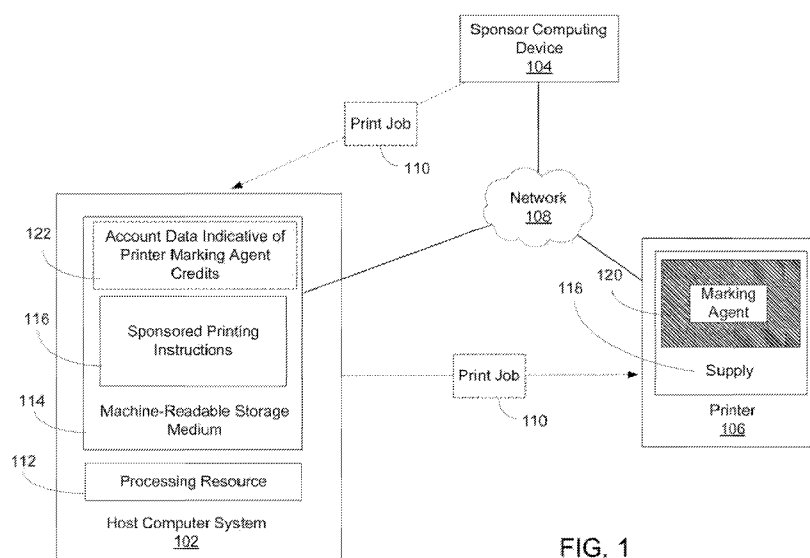 Sponsor Computing
Device
104
Print Job
110
Network
108
122
Account Data Indicative of
Printer Marking Agent
Credits
116
Sponsored Printing
Instructions
114
Machine-Readable Storage
Medium
112
Processing Resource
Host Computer System
102
Print Job
110
120
118
Marking
Agent
Supply
Printer
106
FIG. 1